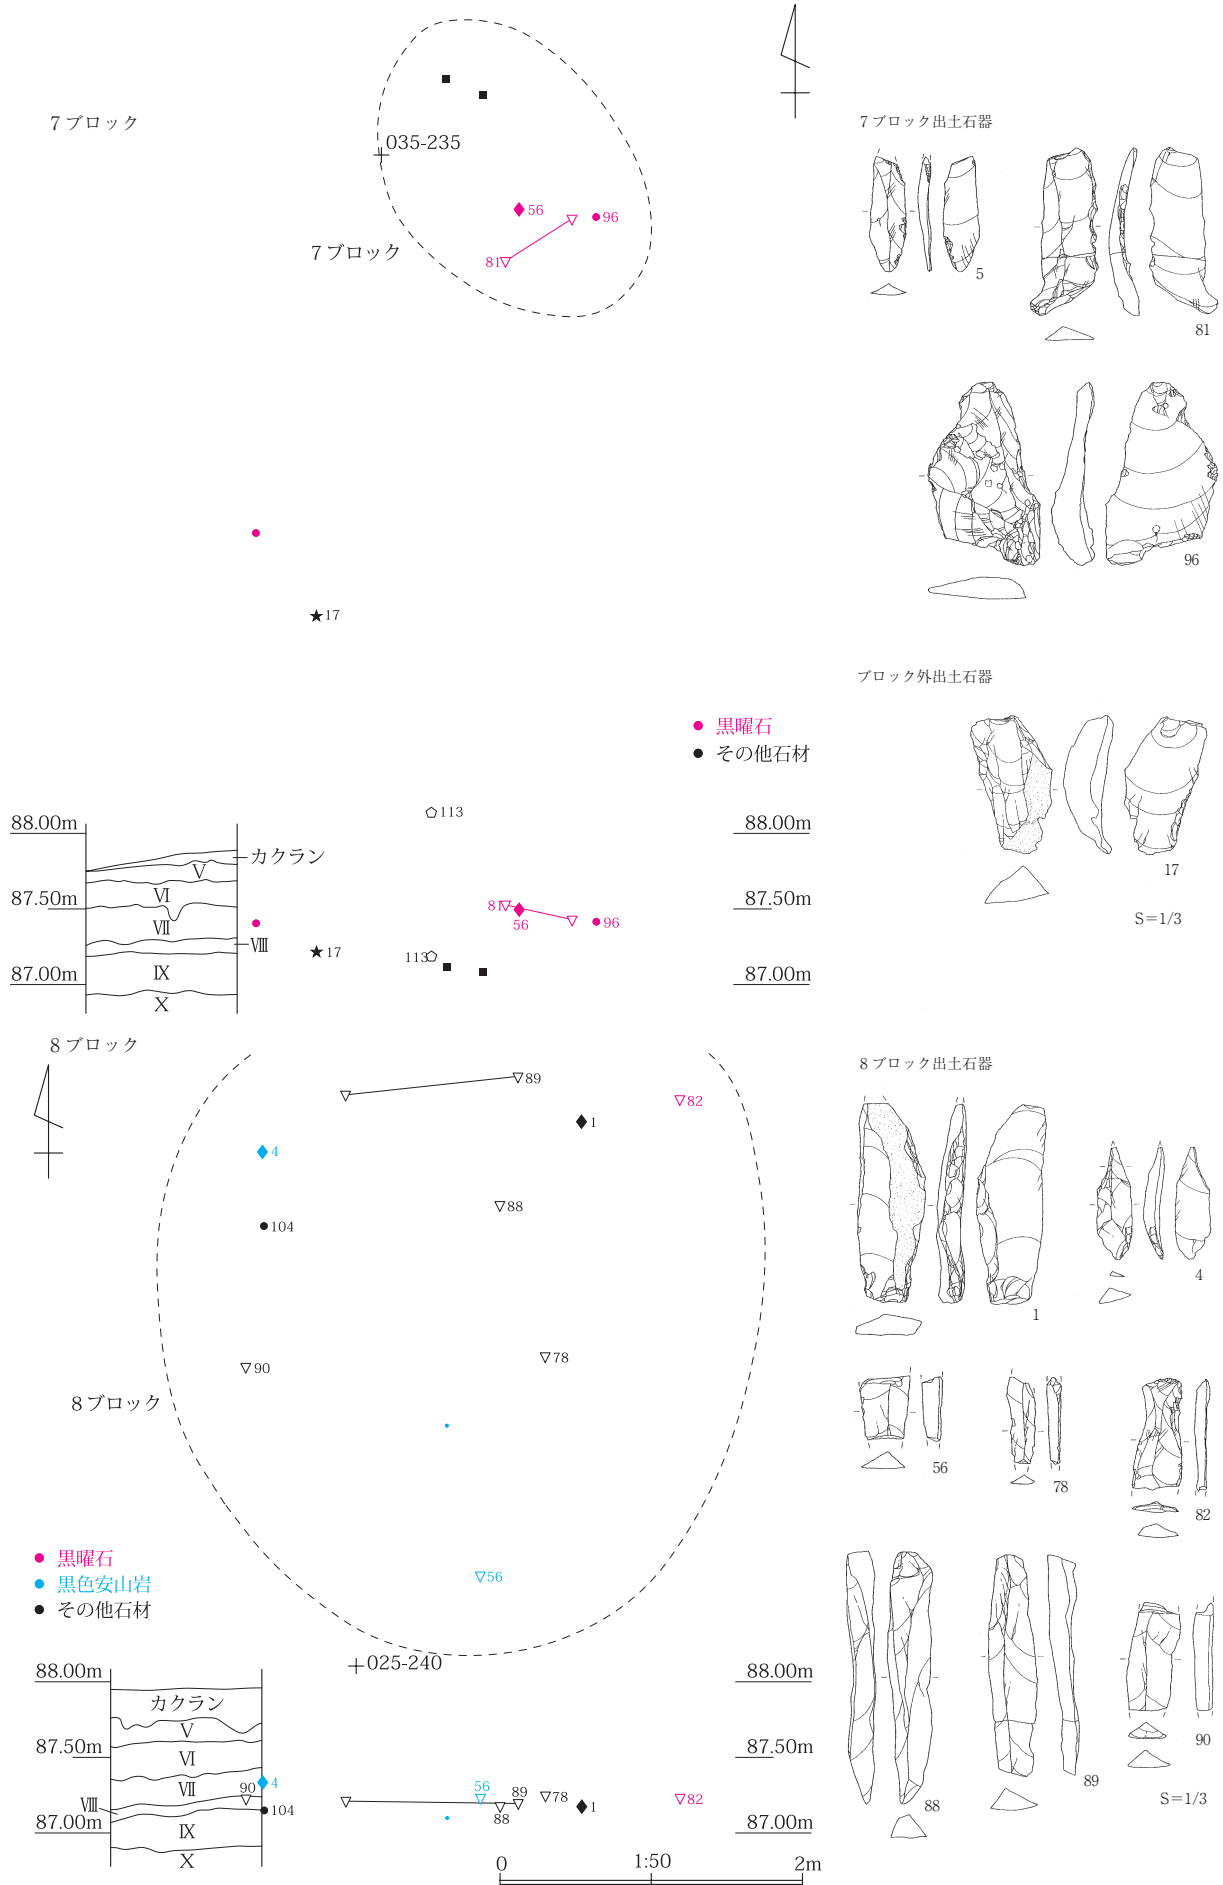 7ブロック
035-235
56
96
81
7ブロック
17
黒曜石
その他石材
113
88.00m
87.50m
87.00m
カクラン
Ⅴ
Ⅵ
Ⅶ
Ⅷ
Ⅸ
Ⅹ
81
56
96
17
113
88.00m
87.50m
87.00m
7ブロック出土石器
5
81
96
ブロック外出土石器
17
S=1/3
8ブロック
89
82
1
4
88
104
90
78
8ブロック
56
025-240
黒曜石
黒色安山岩
その他石材
88.00m
87.50m
87.00m
カクラン
Ⅴ
Ⅵ
Ⅶ
Ⅷ
Ⅸ
Ⅹ
90
4
104
56
89
88
78
1
82
88.00m
87.50m
87.00m
0 1:50 2m
8ブロック出土石器
1
4
56
78
82
88
89
90
S=1/3